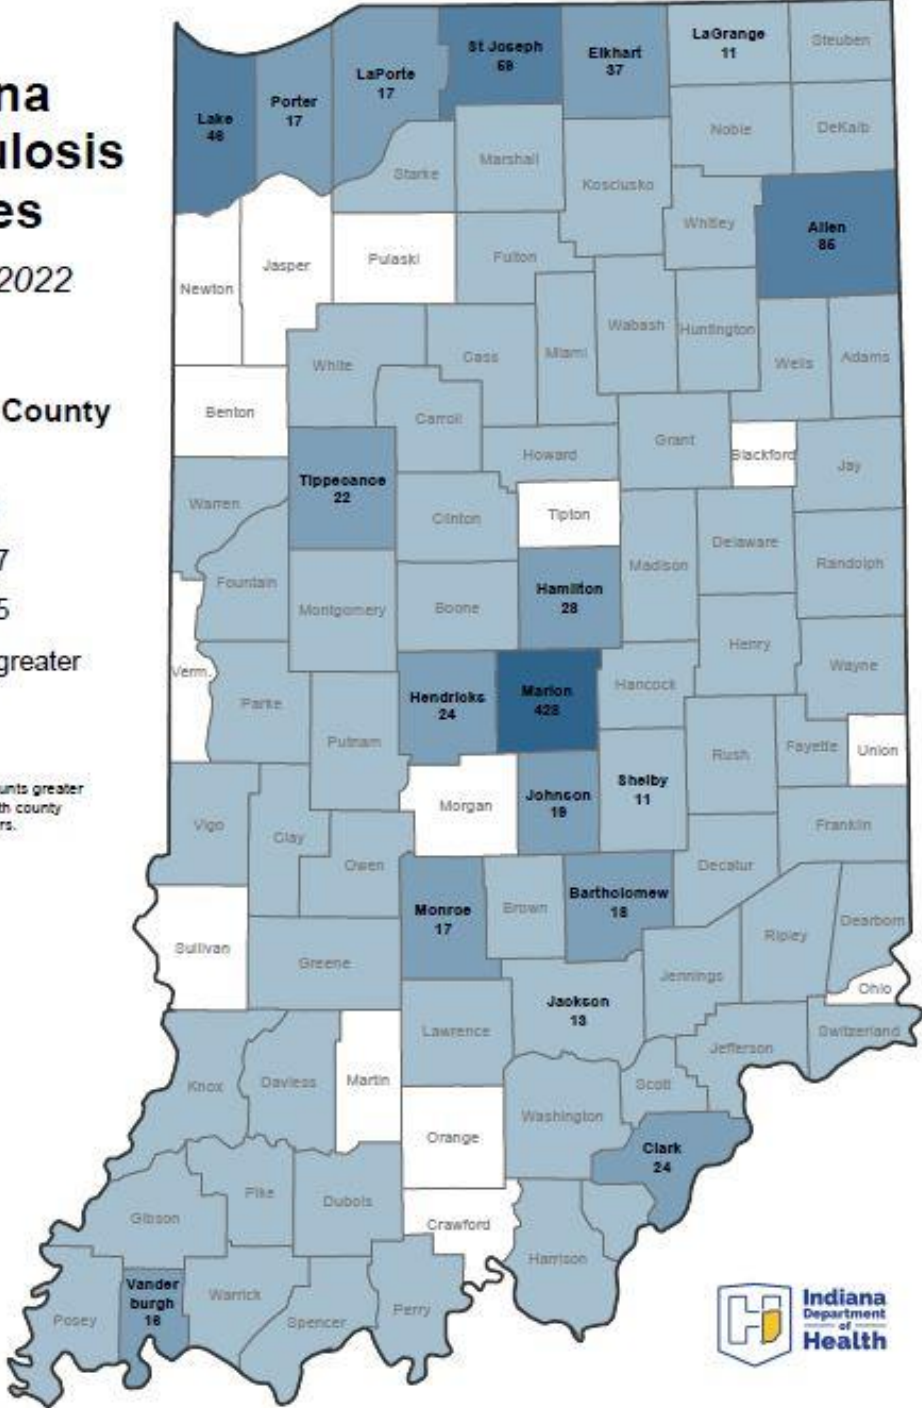 na
ulosis
es
2022
County
7
5
greater
unts greater
th county
rs.
Lake
46
Porter
17
LaPorte
17
St Joseph
59
Elkhart
37
LaGrange
11
Steuben
Noble
DeKalb
Starke
Marshall
Kosciusko
Whitley
Allen
86
Newton
Jasper
Pulaski
Fulton
White
Cass
Miami
Wabash
Huntington
Wells
Adams
Benton
Carroll
Howard
Grant
Blackford
Jay
Warren
Tippecanoe
22
Clinton
Tipton
Madison
Delaware
Randolph
Fountain
Montgomery
Boone
Hamilton
28
Henry
Wayne
Verm.
Parke
Putnam
Hendricks
24
Marion
428
Hancock
Rush
Fayette
Union
Vigo
Clay
Owen
Morgan
Johnson
19
Shelby
11
Decatur
Franklin
Sullivan
Greene
Monroe
17
Brown
Bartholomew
18
Jennings
Ripley
Dearborn
Ohio
Knox
Daviess
Martin
Lawrence
Jackson
13
Scott
Jefferson
Switzerland
Orange
Washington
Clark
24
Gibson
Pike
Dubois
Crawford
Harrison
Posey
Vander
burgh
16
Warrick
Spencer
Perry
Indiana
Department
of
Health